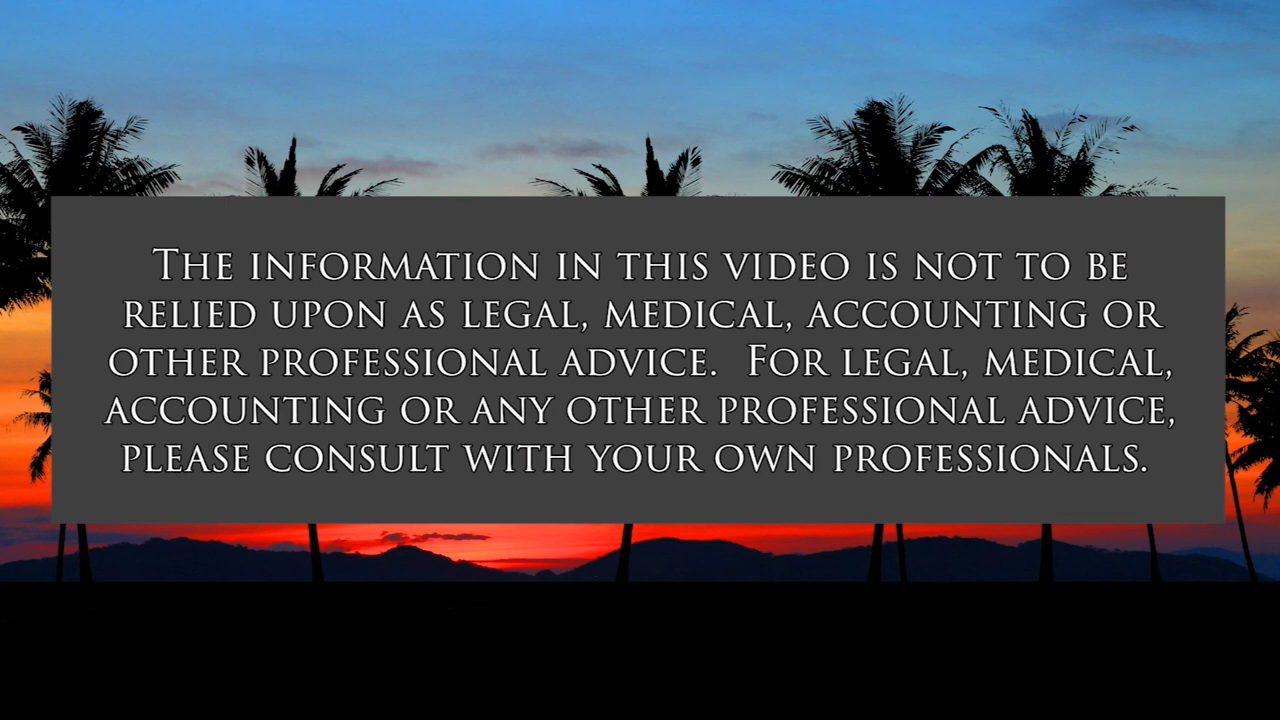 The information in this video is not to be
relied upon as legal, medical, accounting or
other professional advice.  For legal, medical,
accounting or any other professional advice,
please consult with your own professionals.